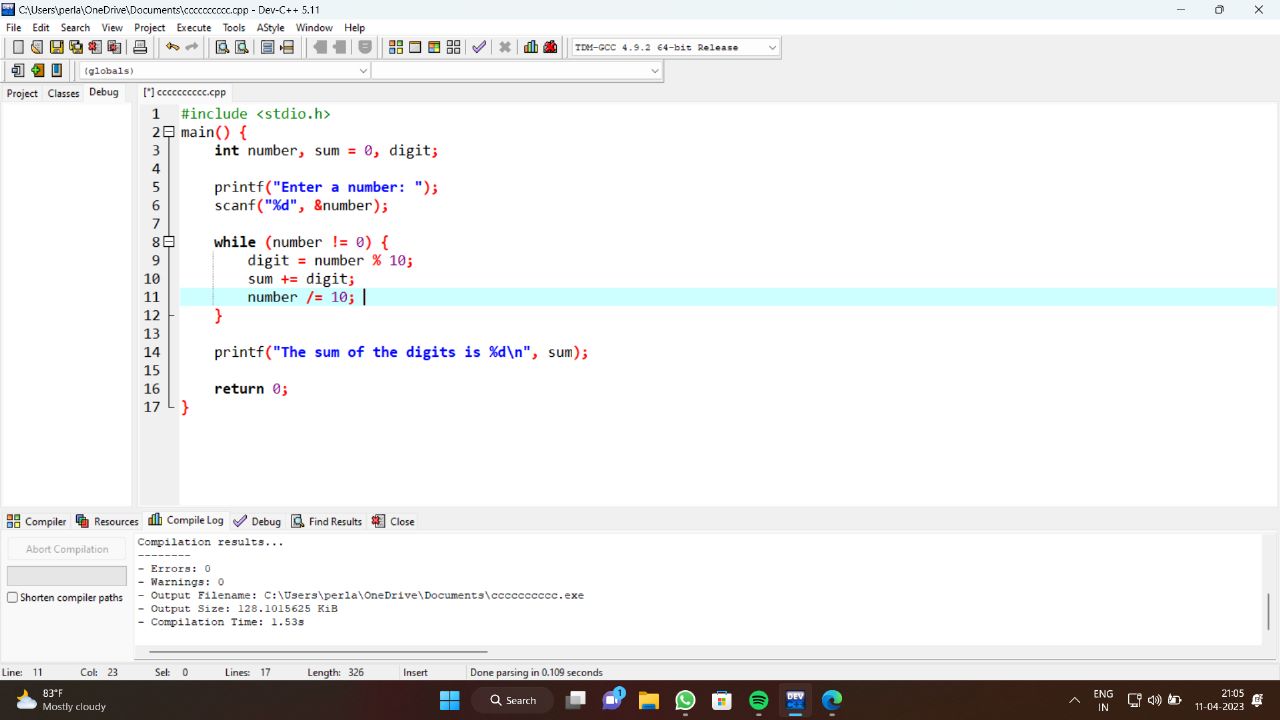 C:\Users\perla\OneDrive\Documents\cccccccccc.cpp - Dev-C++ 5.11
File Edit Search View Project Execute Tools AStyle Window Help
TDM-GCC 4.9.2 64-bit Release
(globals)
Project Classes Debug [*] cccccccccc.cpp
1 #include <stdio.h>
2 main() {
3 int number, sum = 0, digit;
4
5 printf("Enter a number: ");
6 scanf("%d", &number);
7
8 while (number != 0) {
9 digit = number % 10;
10 sum += digit;
11 number /= 10;
12 }
13
14 printf("The sum of the digits is %d\n", sum);
15
16 return 0;
17 }
Compiler Resources Compile Log Debug Find Results Close
Abort Compilation
Shorten compiler paths
Compilation results...
--------
- Errors: 0
- Warnings: 0
- Output Filename: C:\Users\perla\OneDrive\Documents\cccccccccc.exe
- Output Size: 128.1015625 KiB
- Compilation Time: 1.53s
Line: 11 Col: 23 Sel: 0 Lines: 17 Length: 326 Insert Done parsing in 0.109 seconds
83°F
Mostly cloudy
Search
1
DEV
ENG
IN
21:05
11-04-2023